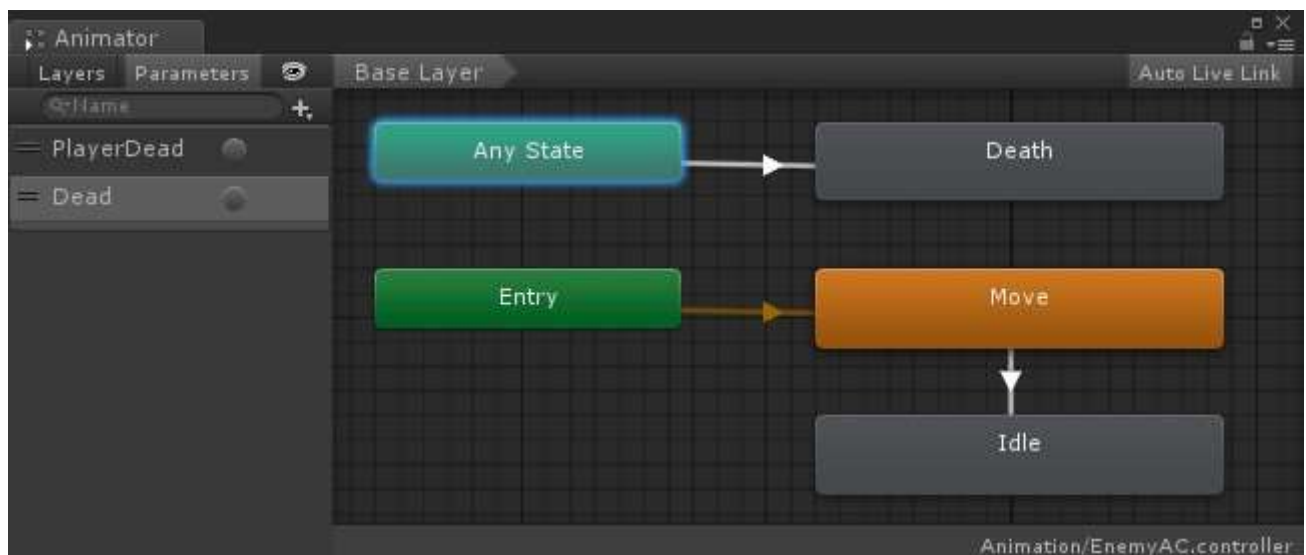 Animator
Layers Parameters
Name
PlayerDead
Dead
Base Layer
Auto Live Link
Any State
Death
Entry
Move
Idle
Animation/EnemyAC.controller